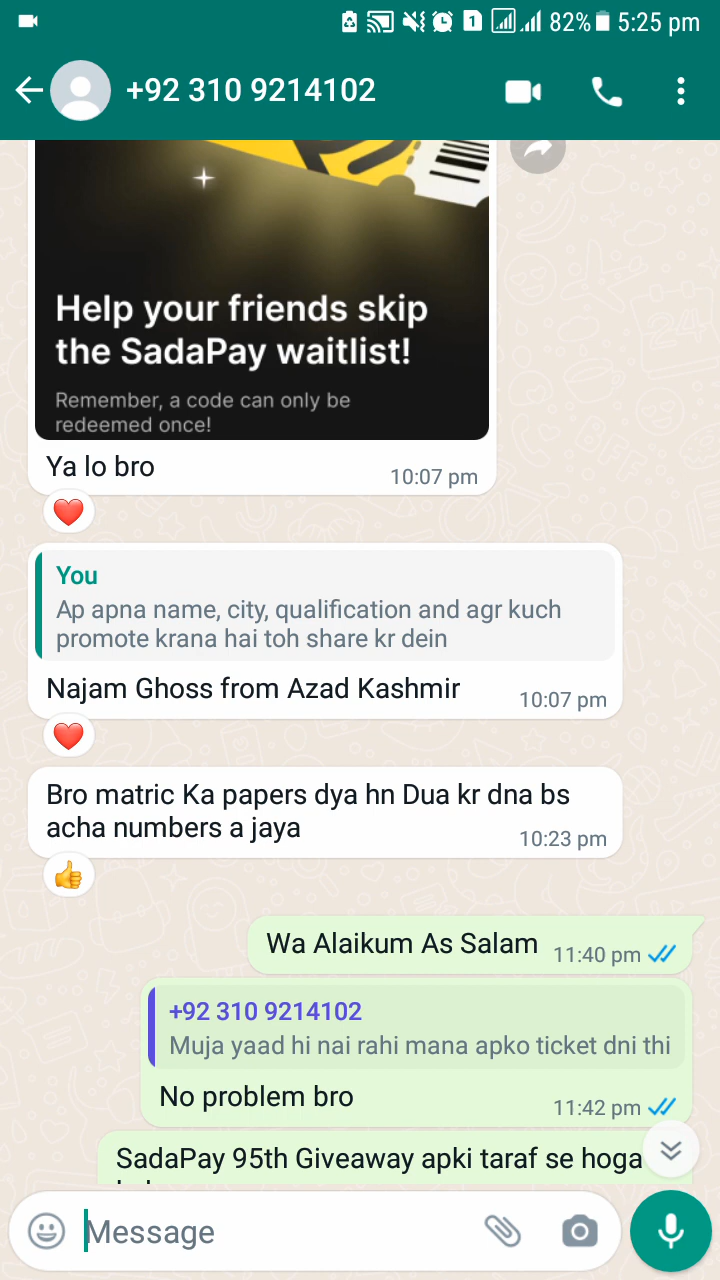 1 82% 5:25 pm
+92 310 9214102
Help your friends skip
the SadaPay waitlist!
Remember, a code can only be
redeemed once!
Ya lo bro 10:07 pm
You
Ap apna name, city, qualification and agr kuch
promote krana hai toh share kr dein
Najam Ghoss from Azad Kashmir 10:07 pm
Bro matric Ka papers dya hn Dua kr dna bs
acha numbers a jaya 10:23 pm
Wa Alaikum As Salam 11:40 pm
+92 310 9214102
Muja yaad hi nai rahi mana apko ticket dni thi
No problem bro 11:42 pm
SadaPay 95th Giveaway apki taraf se hoga
Message